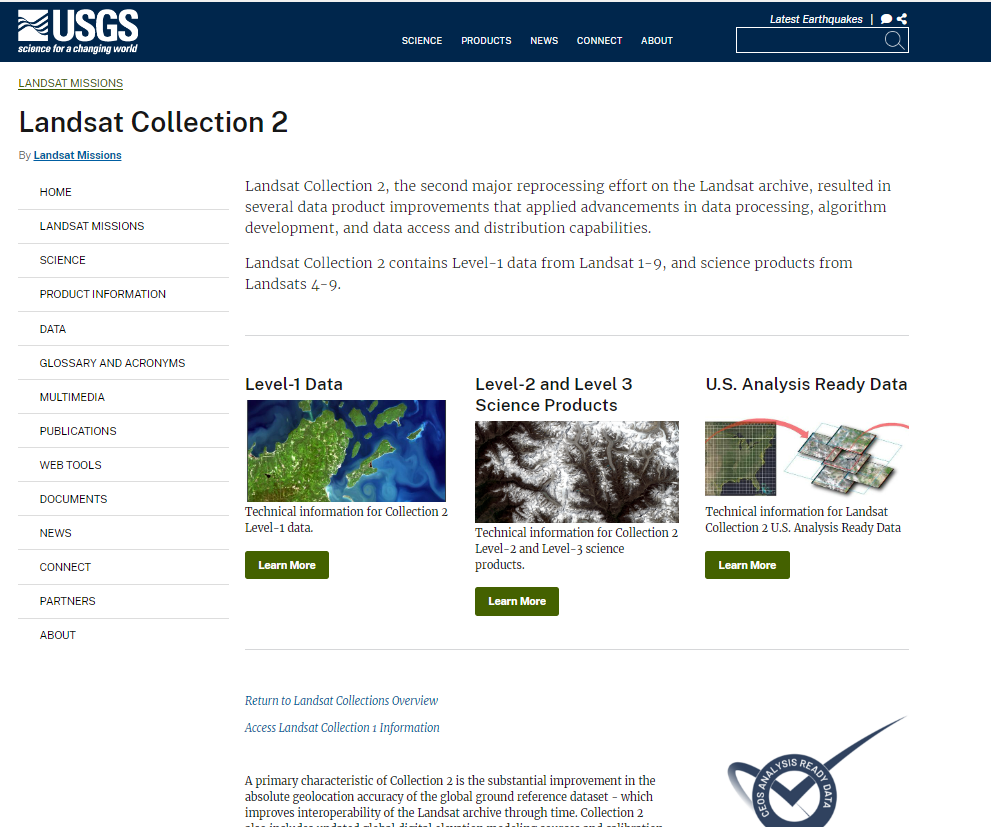 USGS
science for a changing world
Latest Earthquakes |
SCIENCE PRODUCTS NEWS CONNECT ABOUT
LANDSAT MISSIONS
Landsat Collection 2
By Landsat Missions
HOME
LANDSAT MISSIONS
SCIENCE
PRODUCT INFORMATION
DATA
GLOSSARY AND ACRONYMS
MULTIMEDIA
PUBLICATIONS
WEB TOOLS
DOCUMENTS
NEWS
CONNECT
PARTNERS
ABOUT
Landsat Collection 2, the second major reprocessing effort on the Landsat archive, resulted in
several data product improvements that applied advancements in data processing, algorithm
development, and data access and distribution capabilities.
Landsat Collection 2 contains Level-1 data from Landsat 1-9, and science products from
Landsats 4-9.
Level-1 Data
Technical information for Collection 2
Level-1 data.
Learn More
Level-2 and Level 3
Science Products
Technical information for Collection 2
Level-2 and Level-3 science
products.
Learn More
U.S. Analysis Ready Data
Technical information for Landsat
Collection 2 U.S. Analysis Ready Data
Learn More
Return to Landsat Collections Overview
Access Landsat Collection 1 Information
A primary characteristic of Collection 2 is the substantial improvement in the
absolute geolocation accuracy of the global ground reference dataset - which
improves interoperability of the Landsat archive through time. Collection 2
also includes updated global digital elevation modeling sources and calibration
CEOS ANALYSIS READY DATA